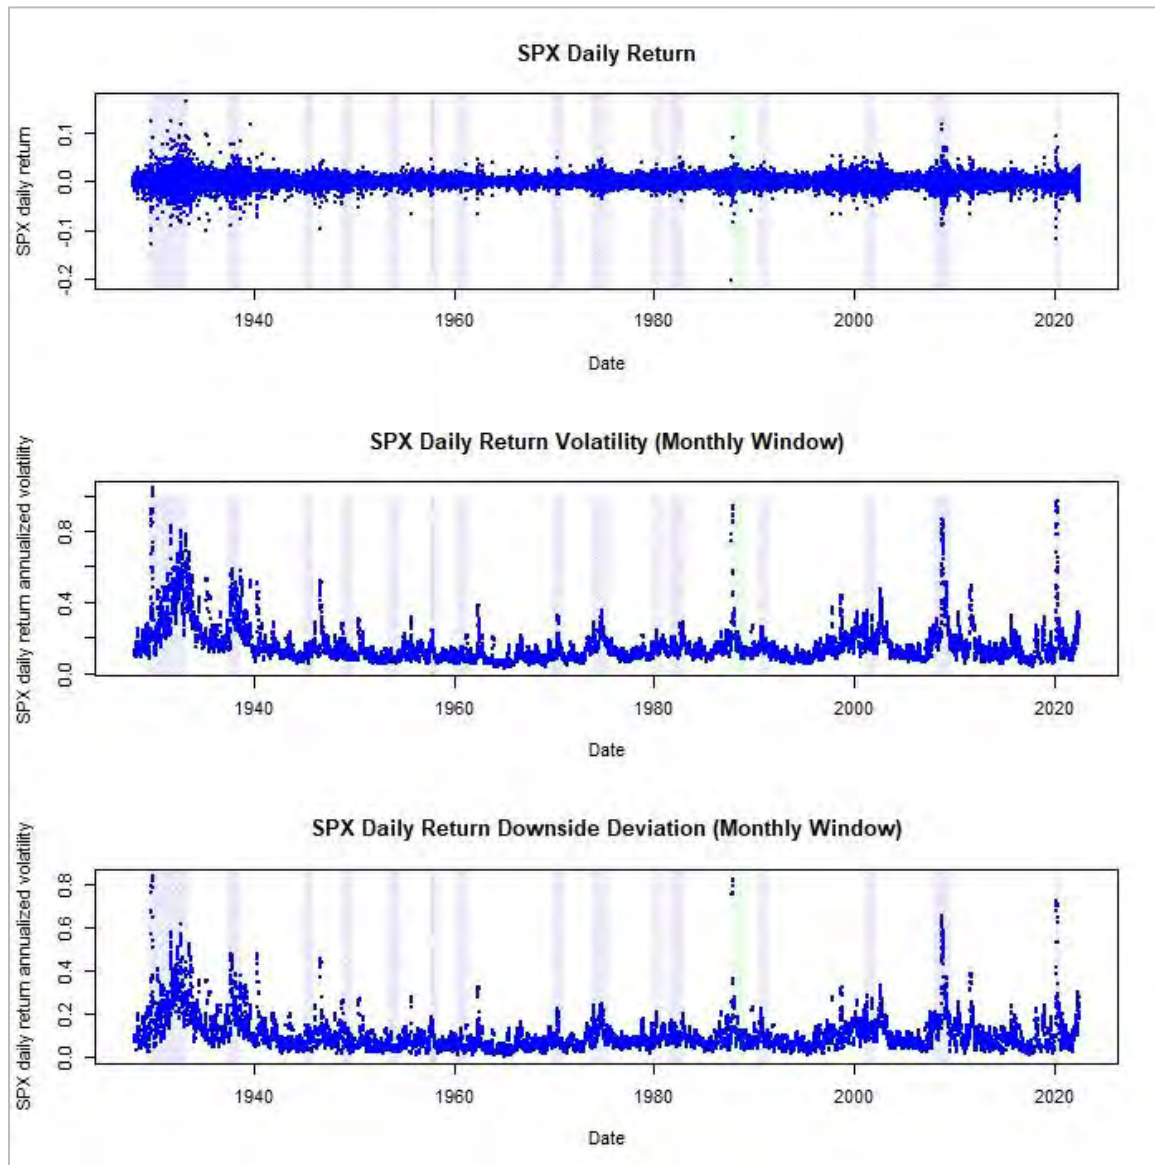 SPX Daily Return
SPX daily return
0.1
0.0
-0.1
-0.2
1940 1960 1980 2000 2020
Date
SPX Daily Return Volatility (Monthly Window)
SPX daily return annualized volatility
0.8
0.4
0.0
1940 1960 1980 2000 2020
Date
SPX Daily Return Downside Deviation (Monthly Window)
SPX daily return annualized volatility
0.8
0.6
0.4
0.2
0.0
1940 1960 1980 2000 2020
Date